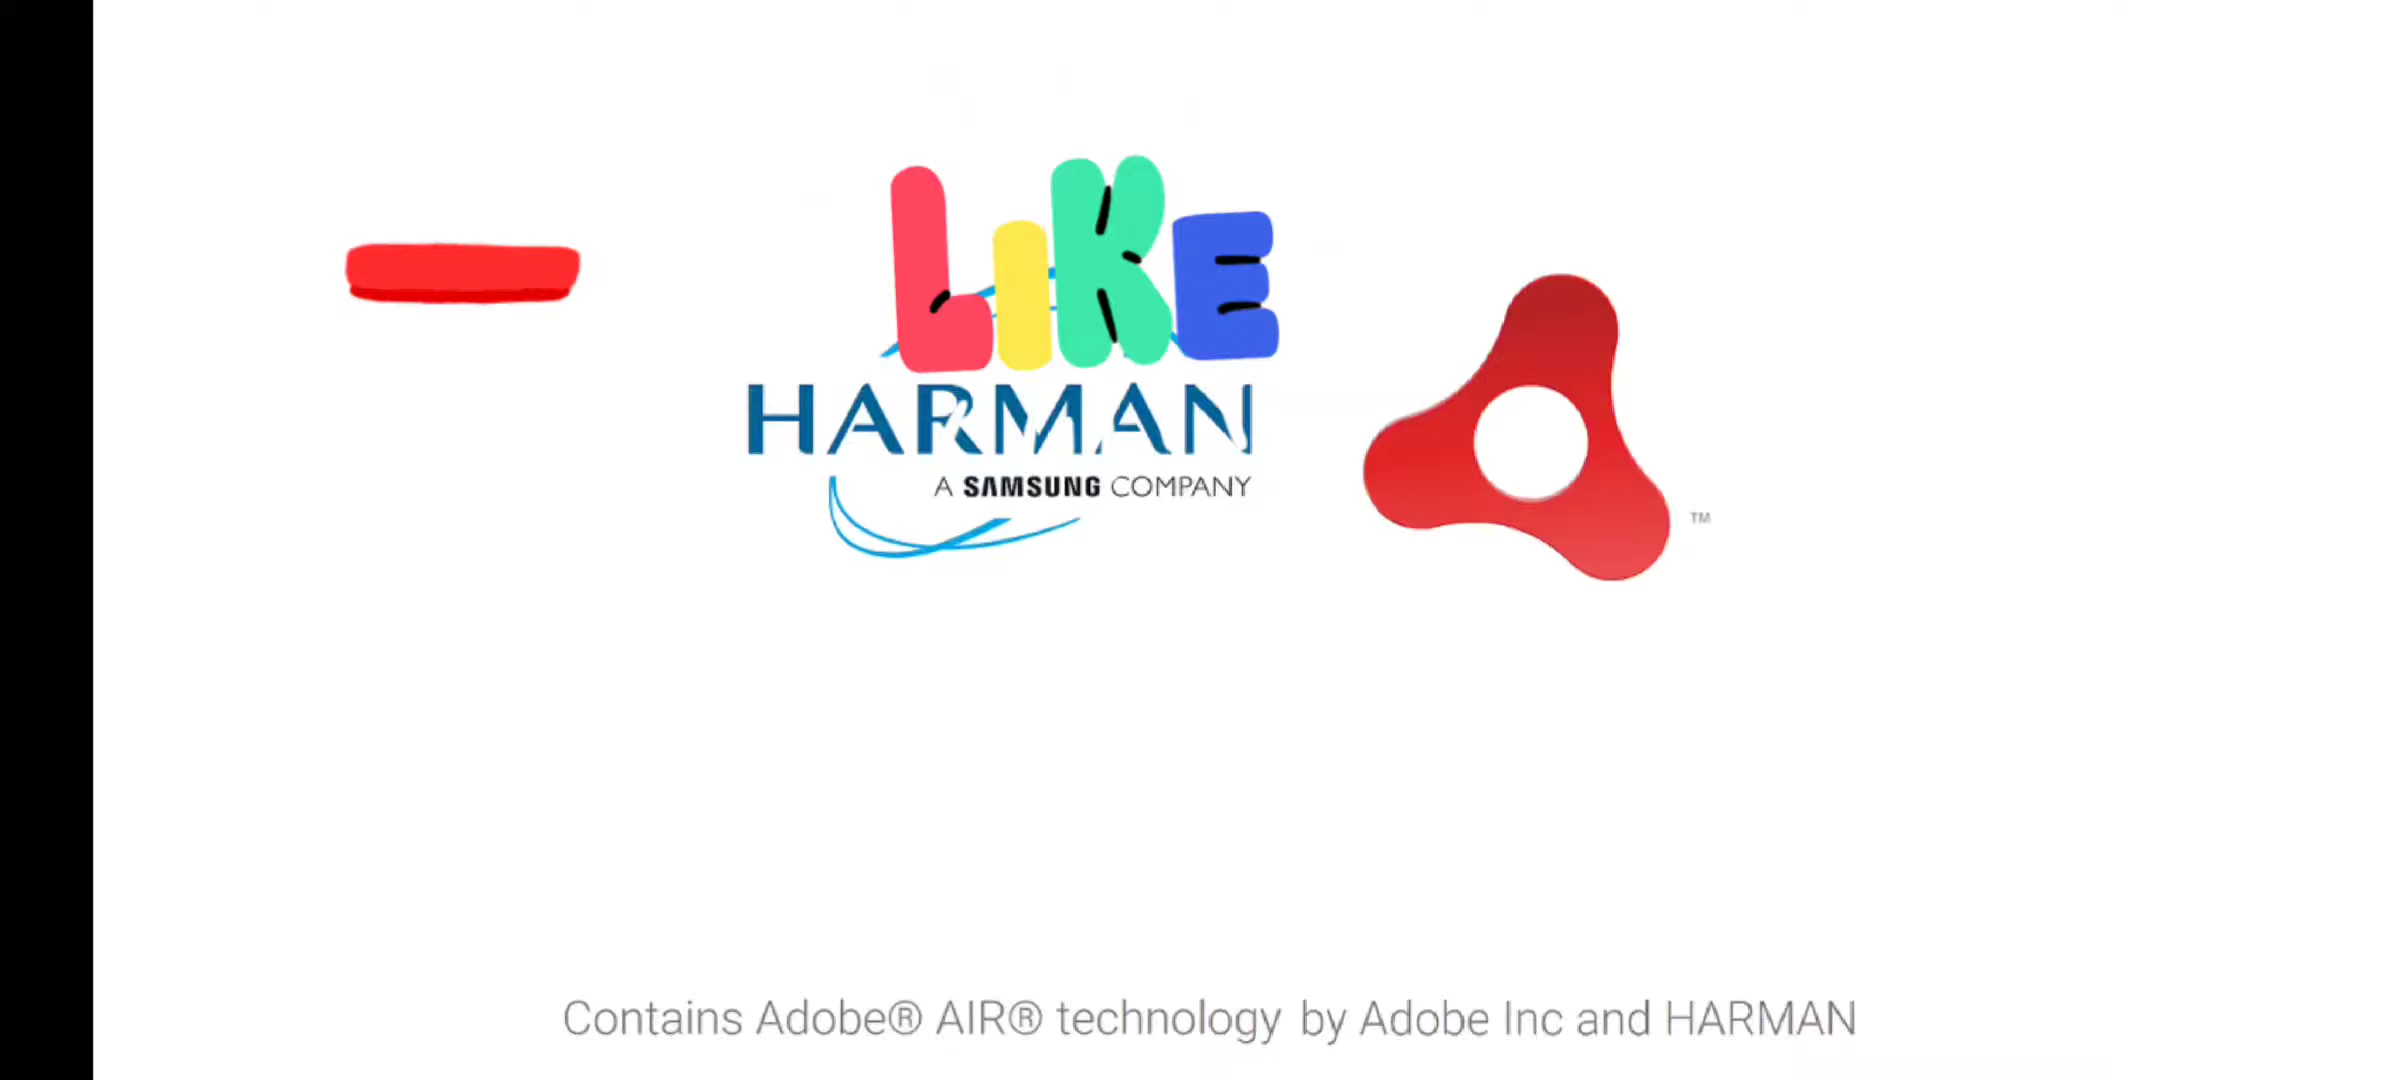 LIKE
HARMAN
A SAMSUNG COMPANY
TM
Contains Adobe® AIR® technology by Adobe Inc and HARMAN